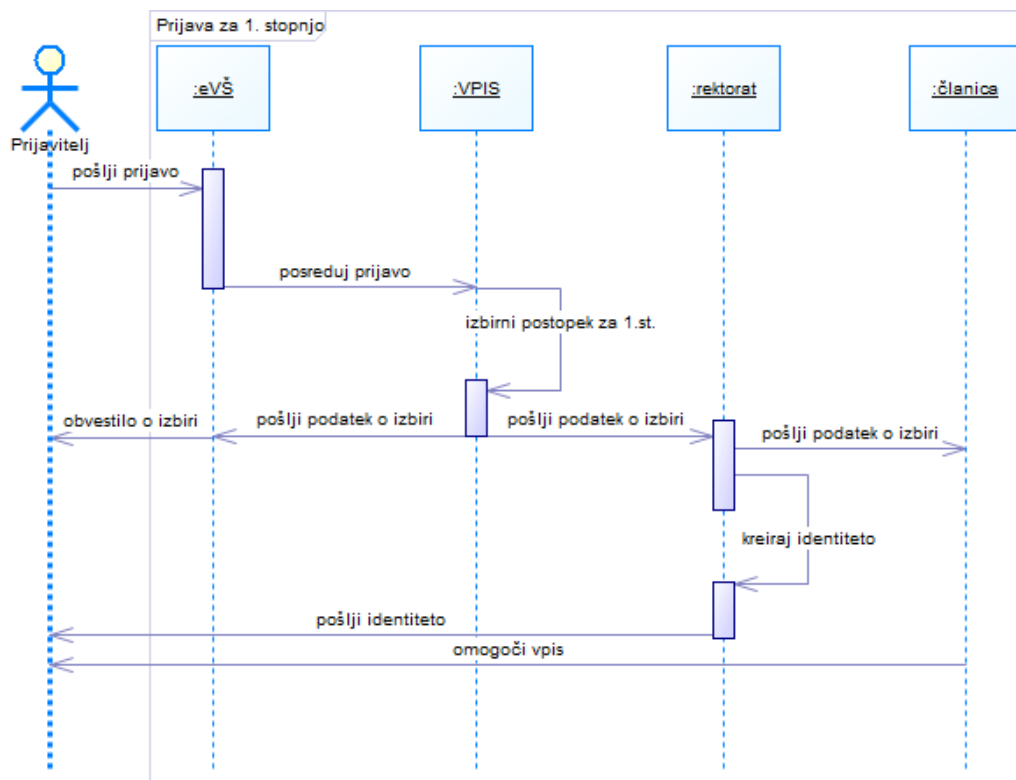 Prijava za 1. stopnjo
:eVŠ
:VPIS
:rektorat
:članica
Prijavitelj
pošlji prijavo
posreduj prijavo
izbirni postopek za 1.st.
obvestilo o izbiri
pošlji podatek o izbiri
pošlji podatek o izbiri
pošlji podatek o izbiri
kreiraj identiteto
pošlji identiteto
omogoči vpis